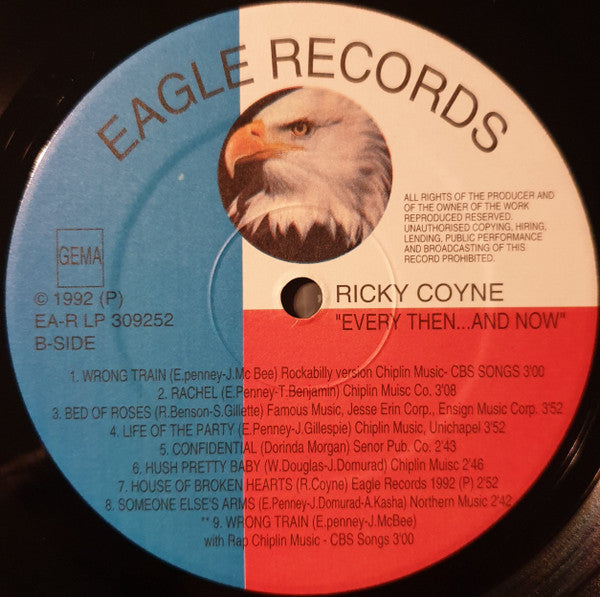 EAGLE RECORDS
ALL RIGHTS OF THE PRODUCER AND
OF THE OWNER OF THE WORK
REPRODUCED RESERVED.
UNAUTHORISED COPYING, HIRING,
LENDING, PUBLIC PERFORMANCE
AND BROADCASTING OF THIS
RECORD PROHIBITED.
GEMA
© 1992 (P)
EA-R LP 309252
B-SIDE
RICKY COYNE
"EVERY THEN...AND NOW"
1. WRONG TRAIN (E.penney-J.Mc Bee) Rockabilly version Chiplin Music- CBS SONGS 3'00
2. RACHEL (E.Penney-T.Benjamin) Chiplin Muisc Co. 3'08
3. BED OF ROSES (R.Benson-S.Gillette) Famous Music, Jesse Erin Corp., Ensign Music Corp. 3'52
4. LIFE OF THE PARTY (E.Penney-J.Gillespie) Chiplin Music, Unichapel 3'52
5. CONFIDENTIAL (Dorinda Morgan) Senor Pub. Co. 2'43
6. HUSH PRETTY BABY (W.Douglas-J.Domurad) Chiplin Muisc 2'46
7. HOUSE OF BROKEN HEARTS (R.Coyne) Eagle Records 1992 (P) 2'52
8. SOMEONE ELSE'S ARMS (E.Penney-J.Domurad-A.Kasha) Northern Music 2'42
** 9. WRONG TRAIN (E.penney-J.McBee)
with Rap Chiplin Music - CBS Songs 3'00